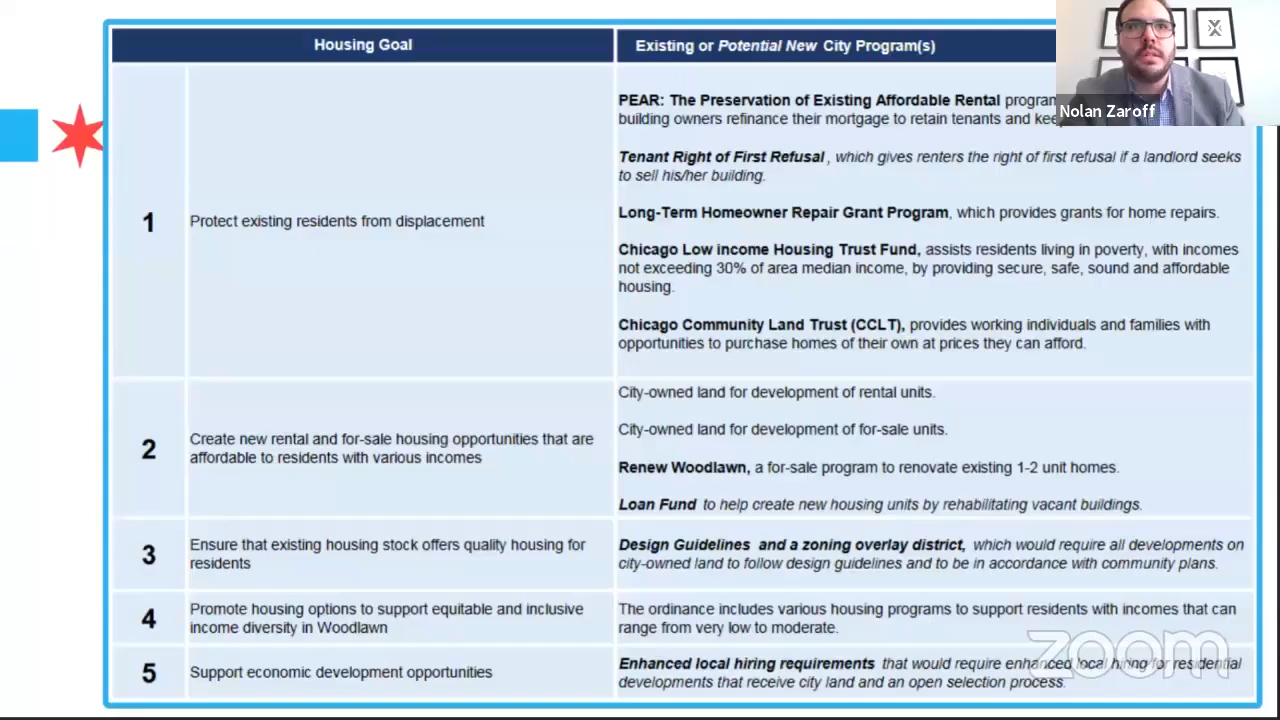 Housing Goal
Existing or Potential New City Program(s)
Nolan Zaroff
1
Protect existing residents from displacement
PEAR: The Preservation of Existing Affordable Rental
building owners refinance their mortgage to retain tenants and
Tenant Right of First Refusal , which gives renters the right of first refusal if a landlord seeks
to sell his/her building.
Long-Term Homeowner Repair Grant Program, which provides grants for home repairs.
Chicago Low income Housing Trust Fund, assists residents living in poverty, with incomes
not exceeding 30% of area median income, by providing secure, safe, sound and affordable
housing.
Chicago Community Land Trust (CCLT), provides working individuals and families with
opportunities to purchase homes of their own at prices they can afford.
2
Create new rental and for-sale housing opportunities that are
affordable to residents with various incomes
City-owned land for development of rental units.
City-owned land for development of for-sale units.
Renew Woodlawn, a for-sale program to renovate existing 1-2 unit homes.
Loan Fund to help create new housing units by rehabilitating vacant buildings.
3
Ensure that existing housing stock offers quality housing for
residents
Design Guidelines and a zoning overlay district, which would require all developments on
city-owned land to follow design guidelines and to be in accordance with community plans.
4
Promote housing options to support equitable and inclusive
income diversity in Woodlawn
The ordinance includes various housing programs to support residents with incomes that can
range from very low to moderate.
5
Support economic development opportunities
Enhanced local hiring requirements that would require enhanced local hiring for residential
developments that receive city land and an open selection process.
zoom